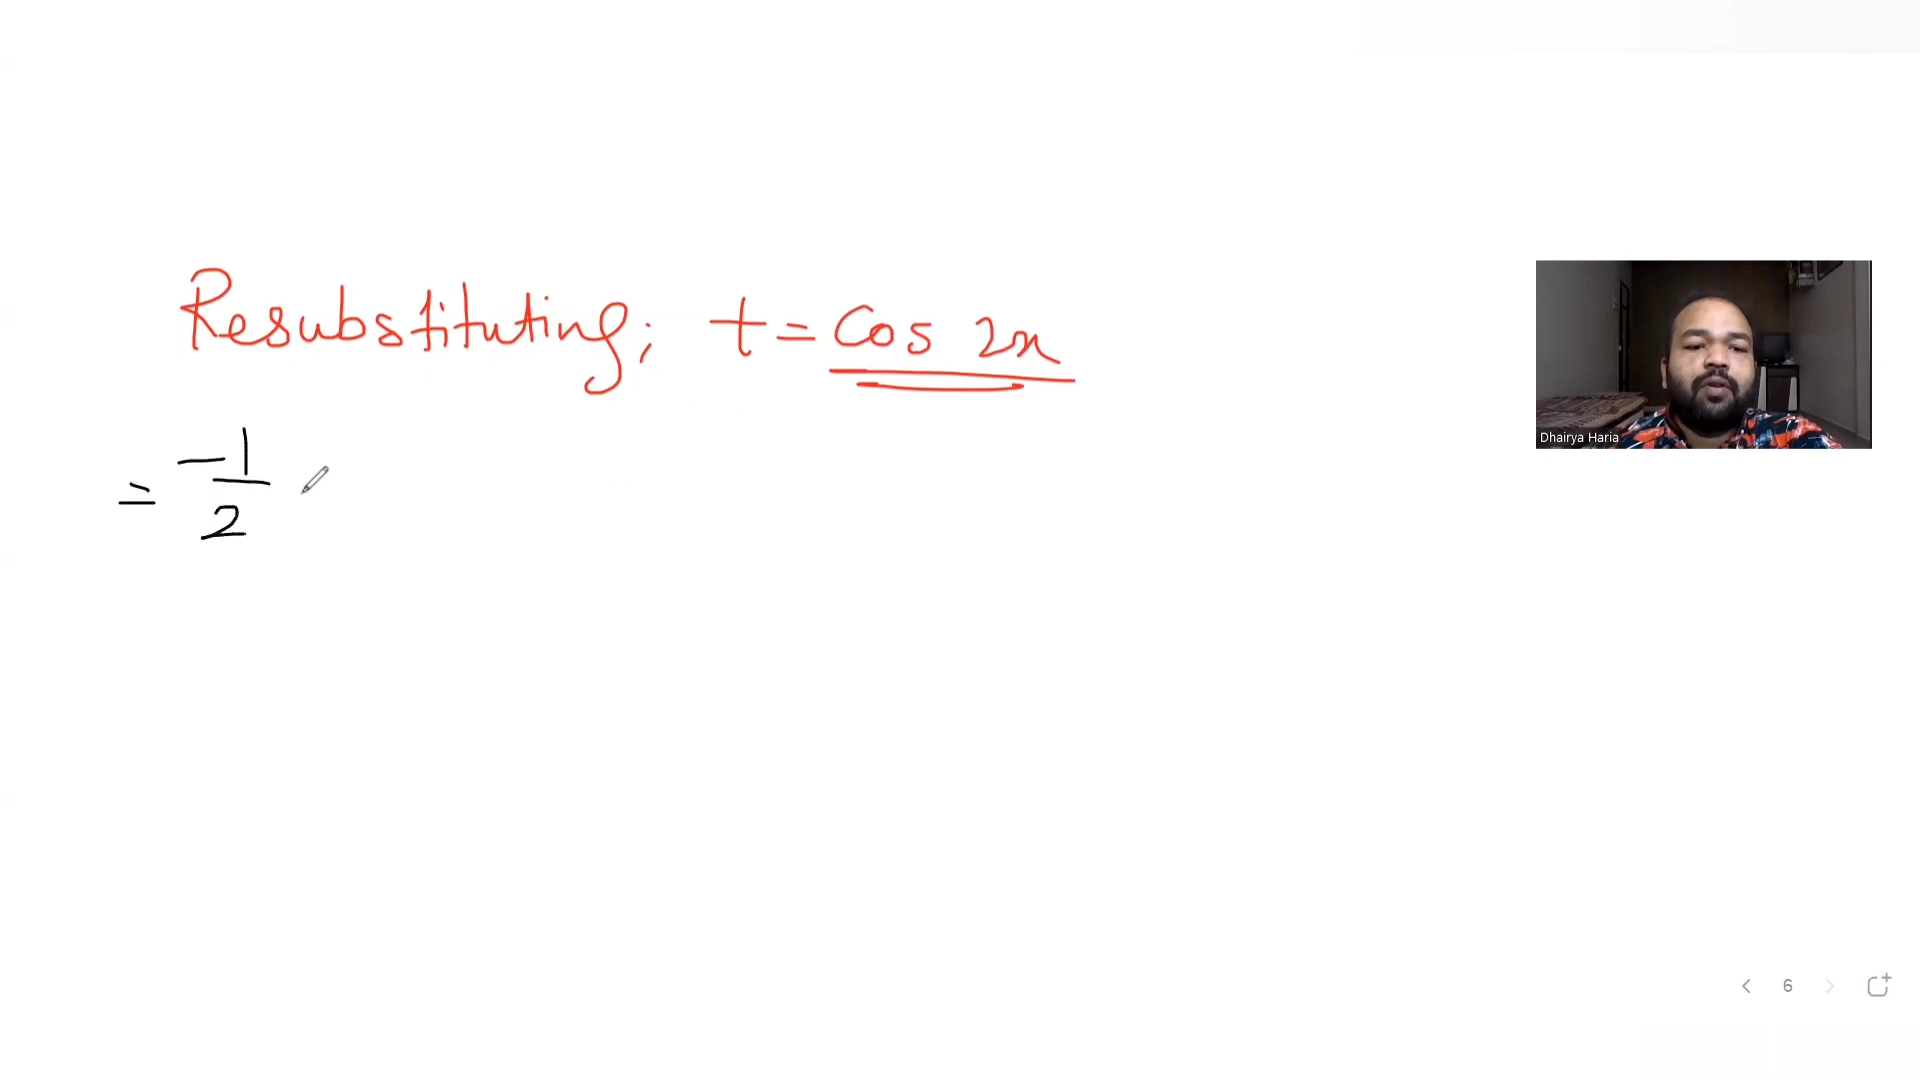 Resubstituting; t = cos 2x
= -1/2
Dhairya Haria
6